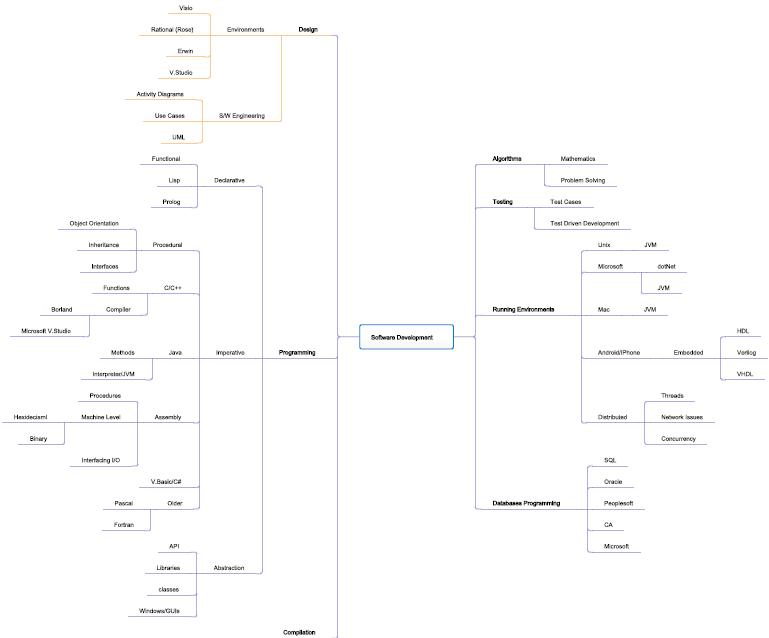 Visio
Rational (Rose)
Environments
Design
Erwin
V.Studio
Activity Diagrams
Use Cases
S/W Engineering
UML
Functional
Lisp
Declarative
Prolog
Object Orientation
Inheritance
Procedural
Interfaces
Functions
C/C++
Borland
Compiler
Microsoft V.Studio
Methods
Java
Imperative
Programming
Interpreter/JVM
Procedures
Hexideciaml
Machine Level
Assembly
Binary
Interfacing I/O
V.Basic/C#
Pascal
Older
Fortran
API
Libraries
Abstraction
classes
Windows/GUIs
Compilation
Software Development
Algorithms
Mathematics
Problem Solving
Testing
Test Cases
Test Driven Development
Unix
JVM
Microsoft
dotNet
JVM
Running Environments
Mac
JVM
Android/iPhone
Embedded
HDL
Verilog
VHDL
Distributed
Threads
Network Issues
Concurrency
Databases Programming
SQL
Oracle
Peoplesoft
CA
Microsoft